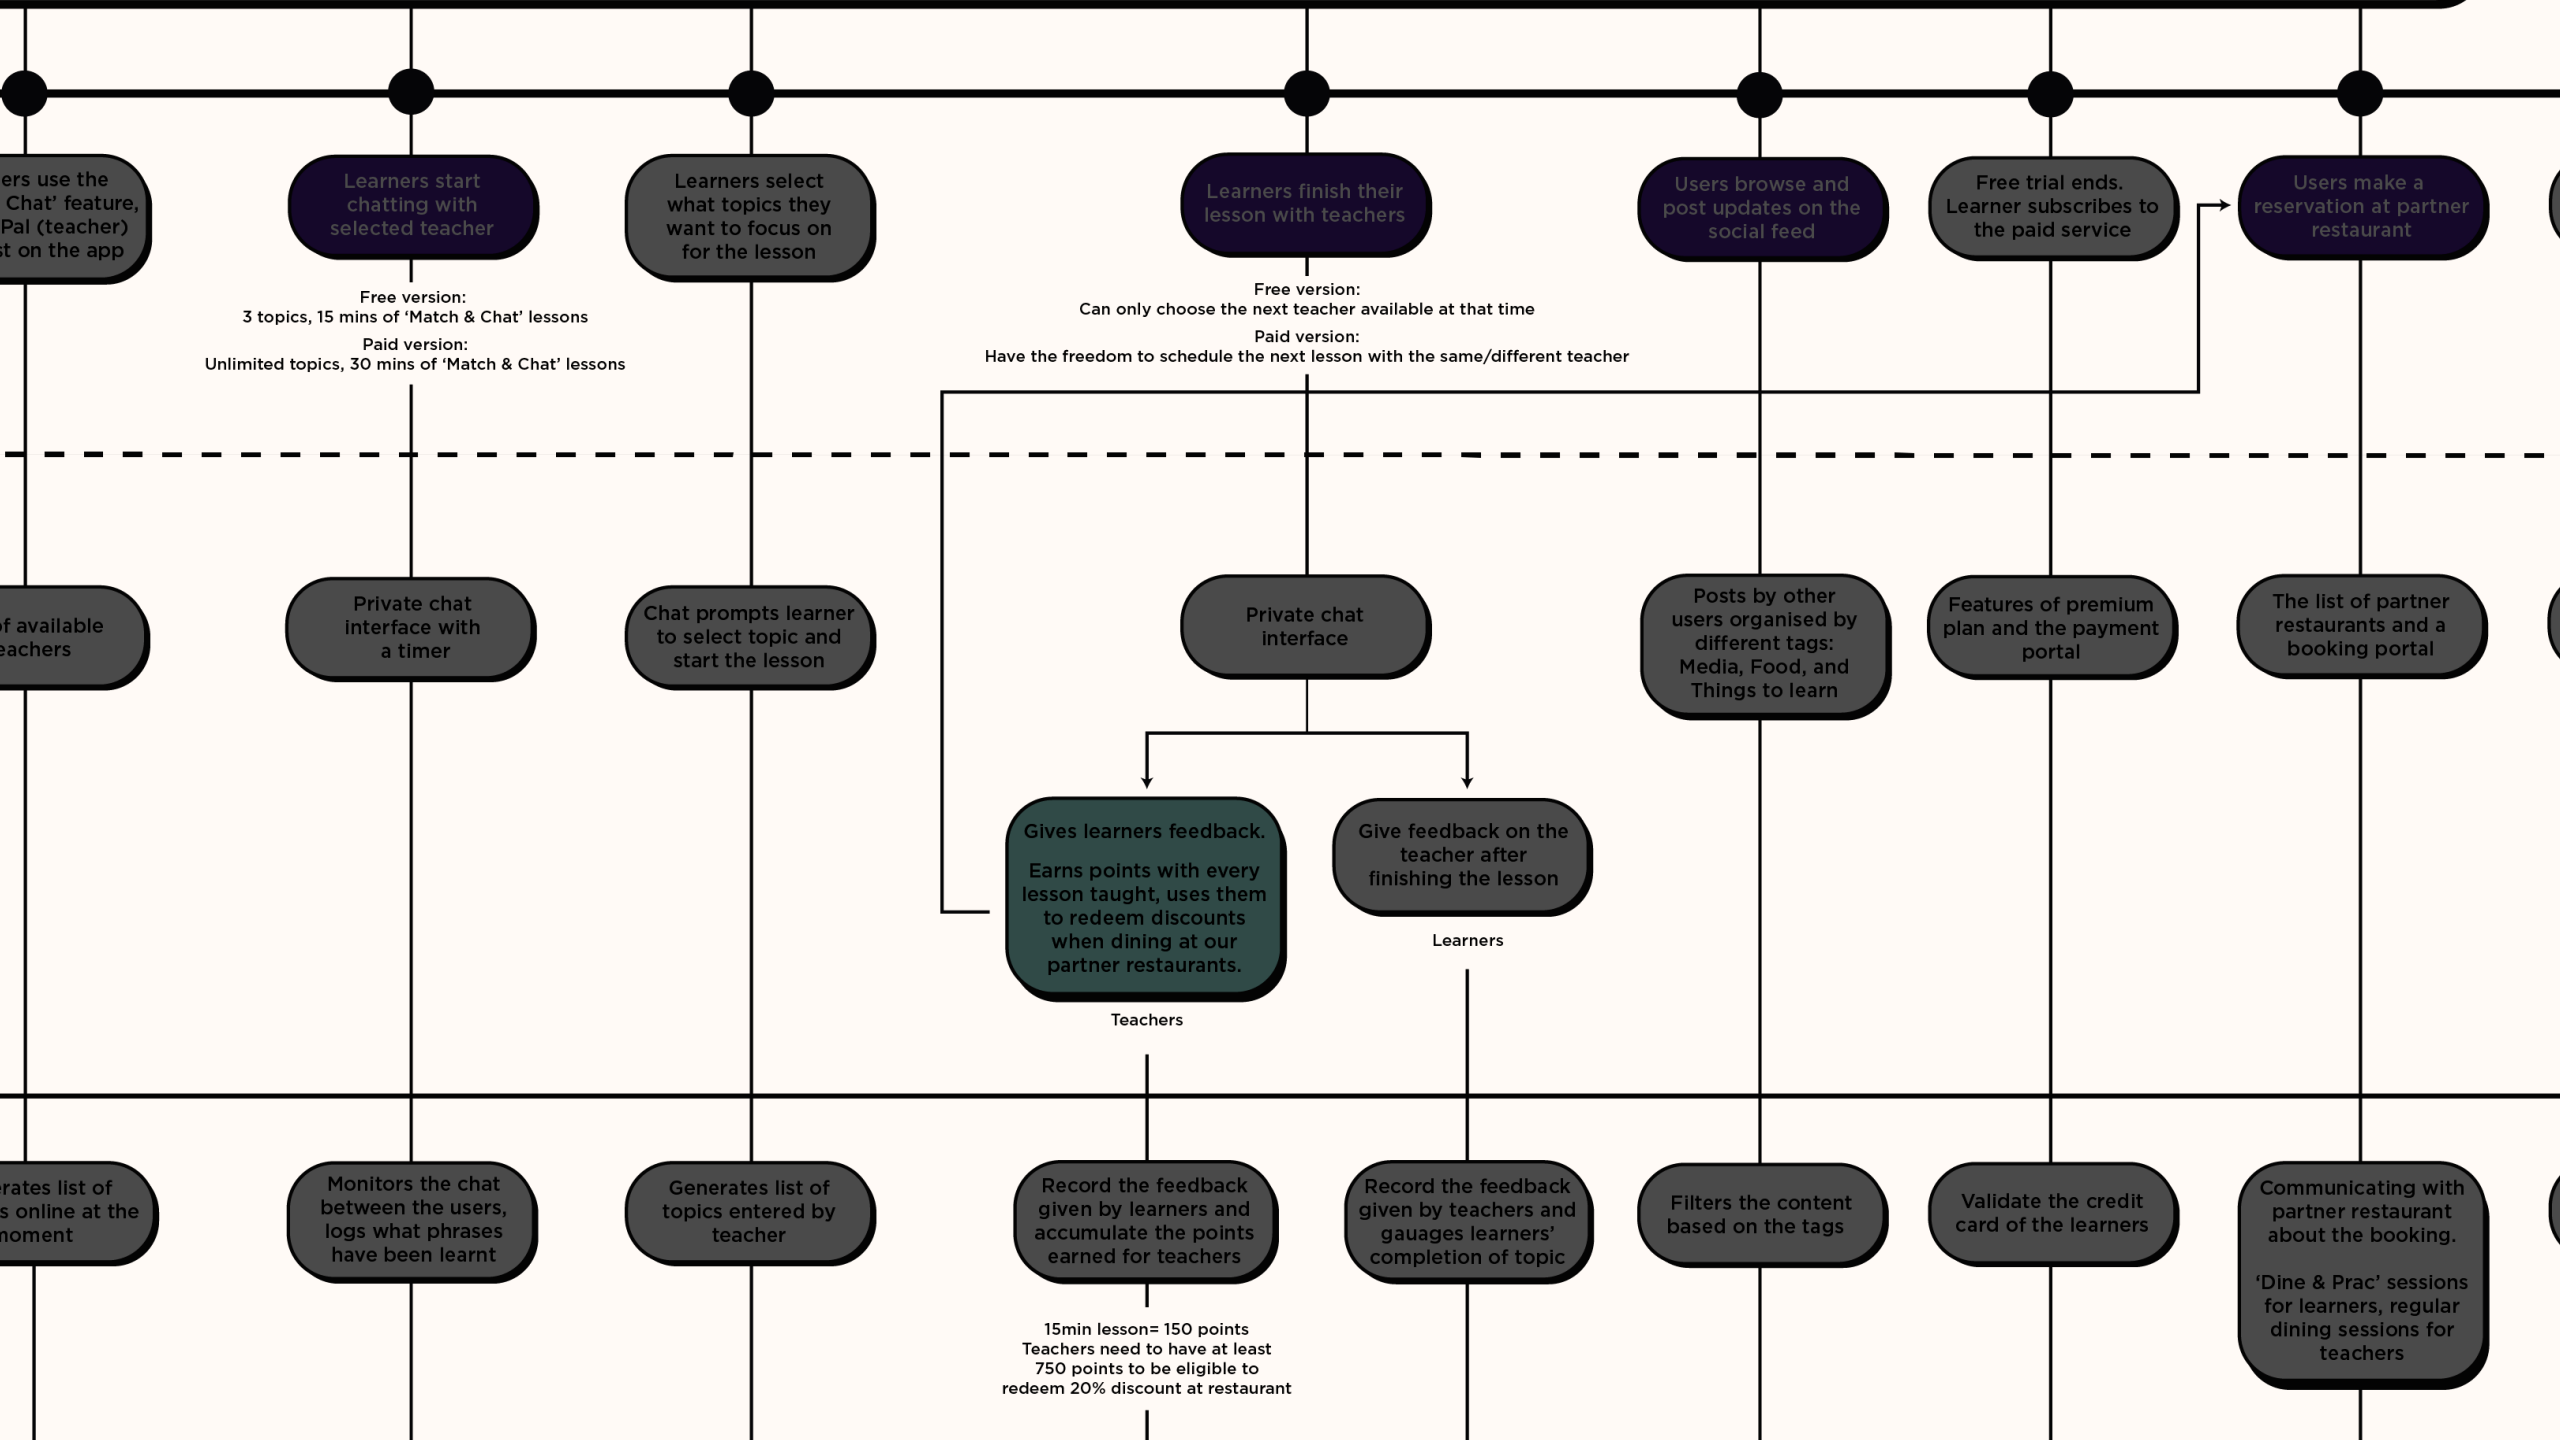 ers use the
Chat’ feature,
Pal (teacher)
st on the app
Learners start
chatting with
selected teacher
Learners select
what topics they
want to focus on
for the lesson
Learners finish their
lesson with teachers
Users browse and
post updates on the
social feed
Free trial ends.
Learner subscribes to
the paid service
Users make a
reservation at partner
restaurant
Free version:
3 topics, 15 mins of ‘Match & Chat’ lessons
Paid version:
Unlimited topics, 30 mins of ‘Match & Chat’ lessons
Free version:
Can only choose the next teacher available at that time
Paid version:
Have the freedom to schedule the next lesson with the same/different teacher
of available
eachers
Private chat
interface with
a timer
Chat prompts learner
to select topic and
start the lesson
Private chat
interface
Posts by other
users organised by
different tags:
Media, Food, and
Things to learn
Features of premium
plan and the payment
portal
The list of partner
restaurants and a
booking portal
Gives learners feedback.
Earns points with every
lesson taught, uses them
to redeem discounts
when dining at our
partner restaurants.
Teachers
Give feedback on the
teacher after
finishing the lesson
Learners
rates list of
s online at the
moment
Monitors the chat
between the users,
logs what phrases
have been learnt
Generates list of
topics entered by
teacher
Record the feedback
given by learners and
accumulate the points
earned for teachers
Record the feedback
given by teachers and
gauages learners’
completion of topic
Filters the content
based on the tags
Validate the credit
card of the learners
Communicating with
partner restaurant
about the booking.
‘Dine & Prac’ sessions
for learners, regular
dining sessions for
teachers
15min lesson= 150 points
Teachers need to have at least
750 points to be eligible to
redeem 20% discount at restaurant